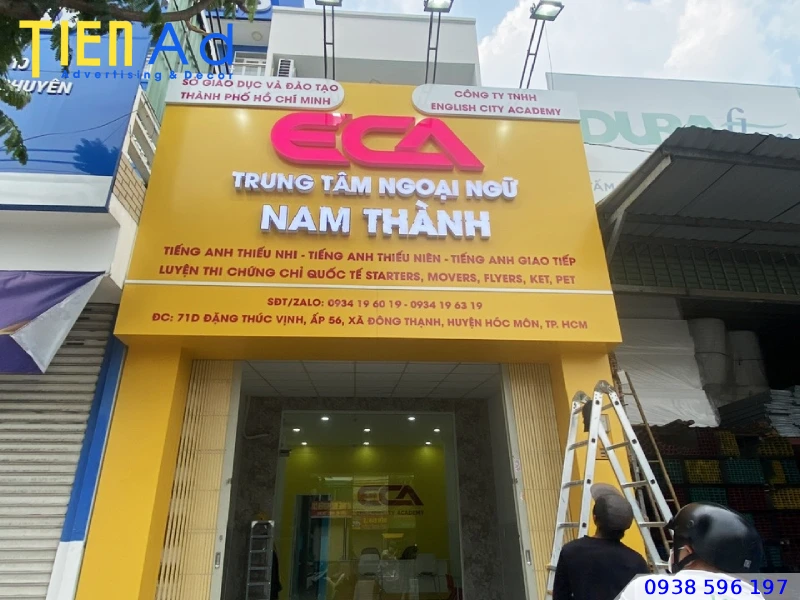 TIEN Ad
Advertising & Decor
HUYÊN
SỞ GIÁO DỤC VÀ ĐÀO TẠO
THÀNH PHỐ HỒ CHÍ MINH
CÔNG TY TNHH
ENGLISH CITY ACADEMY
DURA
ECA
TRUNG TÂM NGOẠI NGỮ
NAM THÀNH
TIẾNG ANH THIẾU NHI - TIẾNG ANH THIẾU NIÊN - TIẾNG ANH GIAO TIẾP
LUYỆN THI CHỨNG CHỈ QUỐC TẾ STARTERS, MOVERS, FLYERS, KET, PET
SĐT/ZALO: 0934 19 60 19 - 0934 19 63 19
ĐC: 71D ĐẶNG THÚC VỊNH, ẤP 56, XÃ ĐÔNG THẠNH, HUYỆN HÓC MÔN, TP. HCM
ECA
ACADEMY
0938 596 197